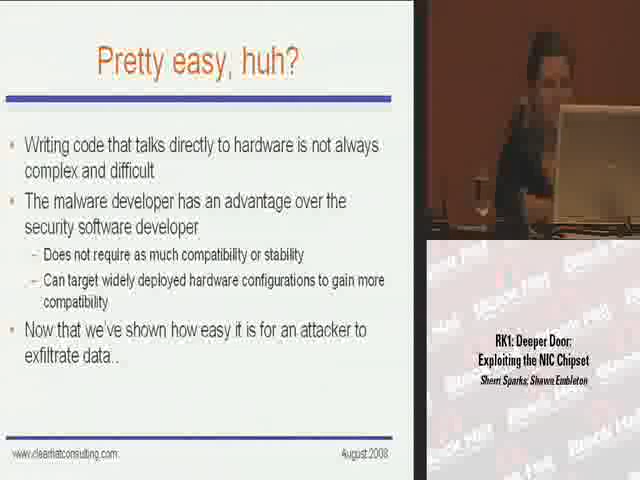 Pretty easy, huh?
• Writing code that talks directly to hardware is not always
complex and difficult
• The malware developer has an advantage over the
security software developer
– Does not require as much compatibility or stability
– Can target widely deployed hardware configurations to gain more
compatibility
• Now that we've shown how easy it is for an attacker to
exfiltrate data..
www.clearhatconsulting.com
August 2008
RK1: Deeper Door:
Exploiting the NIC Chipset
Sherri Sparks, Shawn Embleton